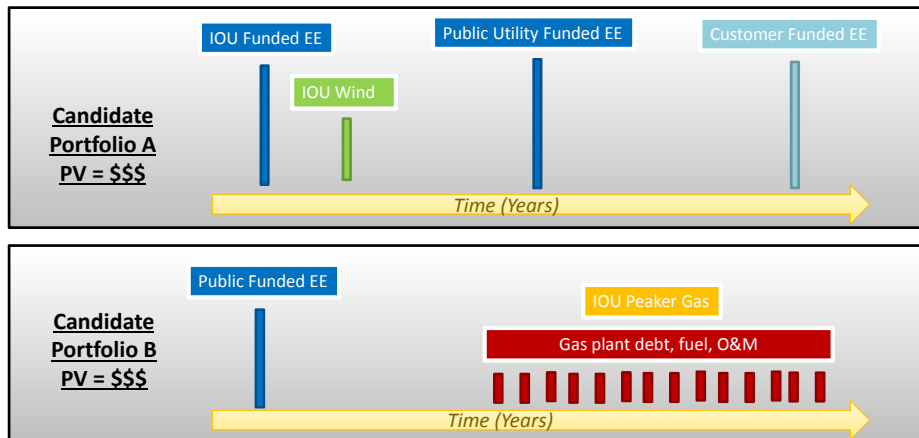 IOU Funded EE
Public Utility Funded EE
Customer Funded EE
IOU Wind
Candidate
Portfolio A
PV = $$$
Time (Years)
Public Funded EE
IOU Peaker Gas
Candidate
Portfolio B
PV = $$$
Gas plant debt, fuel, O&M
Time (Years)